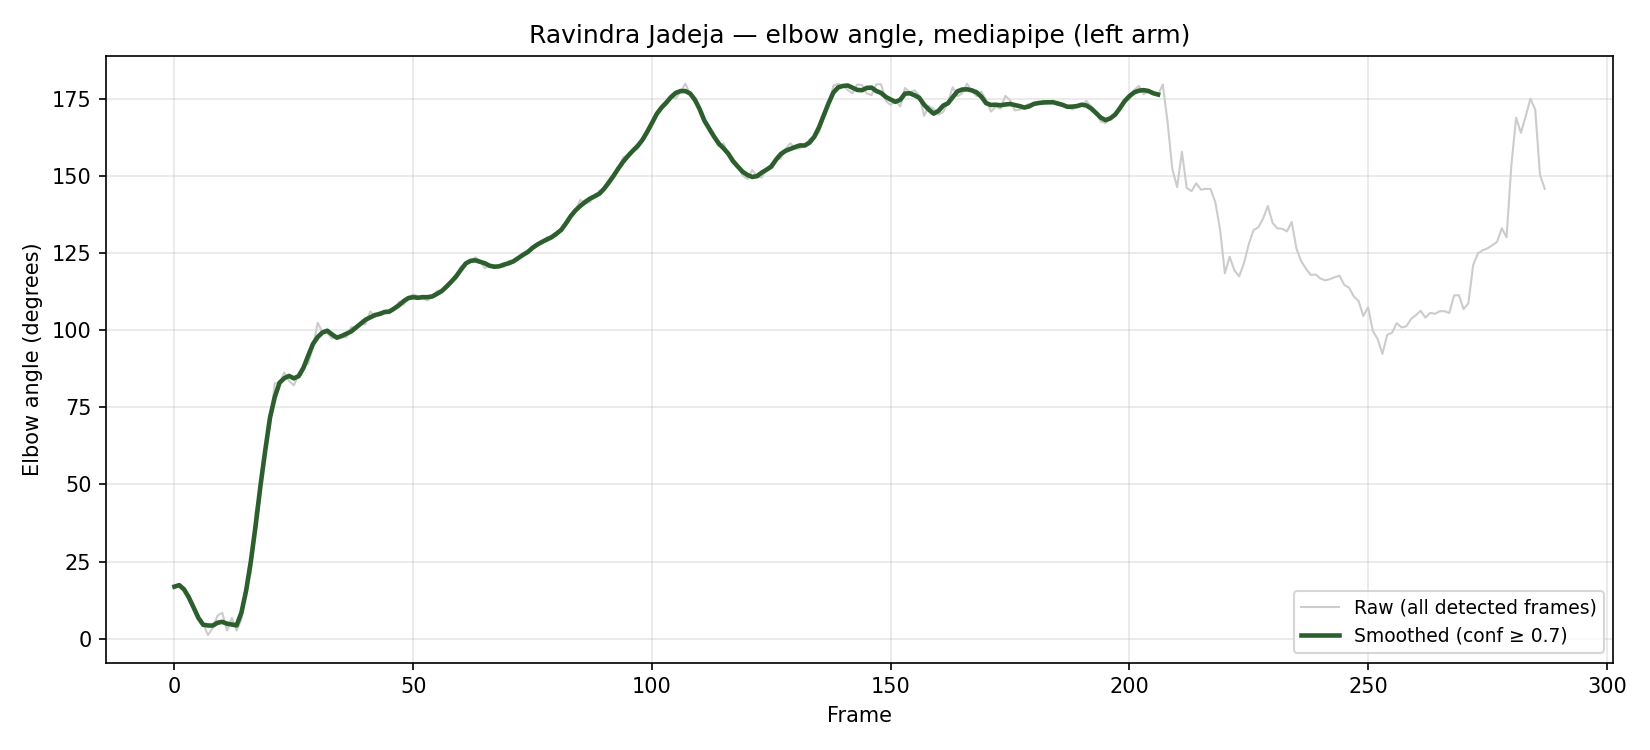 Ravindra Jadeja — elbow angle, mediapipe (left arm)
Elbow angle (degrees)
175
150
125
100
75
50
25
0
Raw (all detected frames)
Smoothed (conf ≥ 0.7)
0 50 100 150 200 250 300
Frame